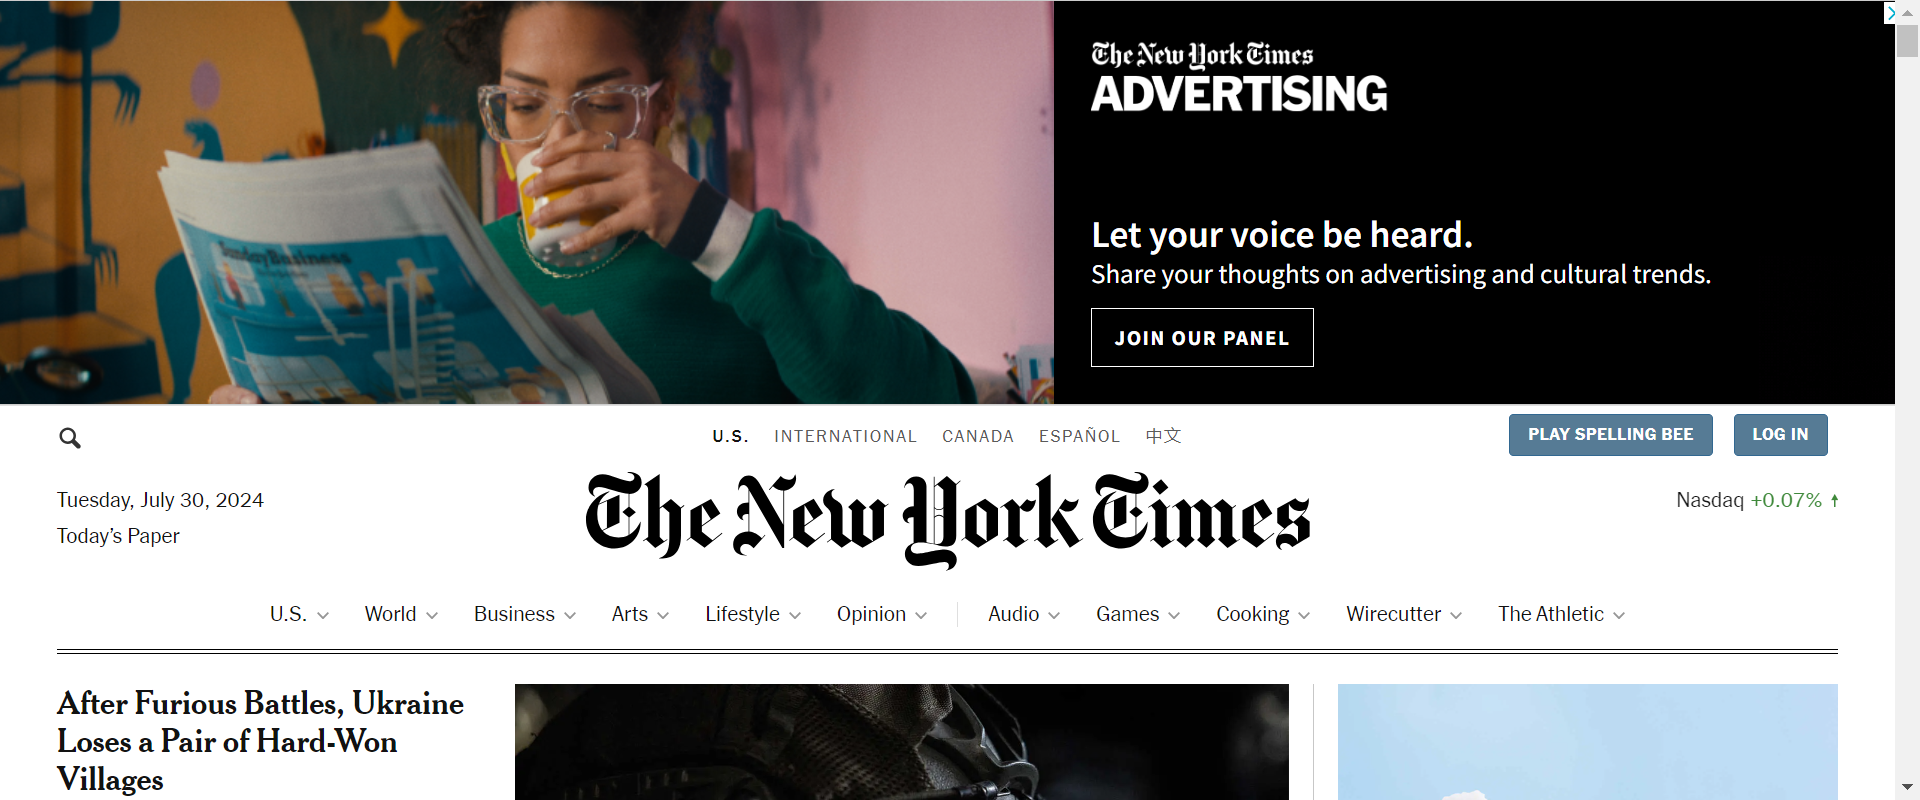 The New York Times
ADVERTISING
Let your voice be heard.
Share your thoughts on advertising and cultural trends.
JOIN OUR PANEL
SundayBusiness
U.S. INTERNATIONAL CANADA ESPAÑOL 中文
PLAY SPELLING BEE LOG IN
Tuesday, July 30, 2024
Today's Paper
The New York Times
Nasdaq +0.07%
U.S. World Business Arts Lifestyle Opinion Audio Games Cooking Wirecutter The Athletic
After Furious Battles, Ukraine
Loses a Pair of Hard-Won
Villages